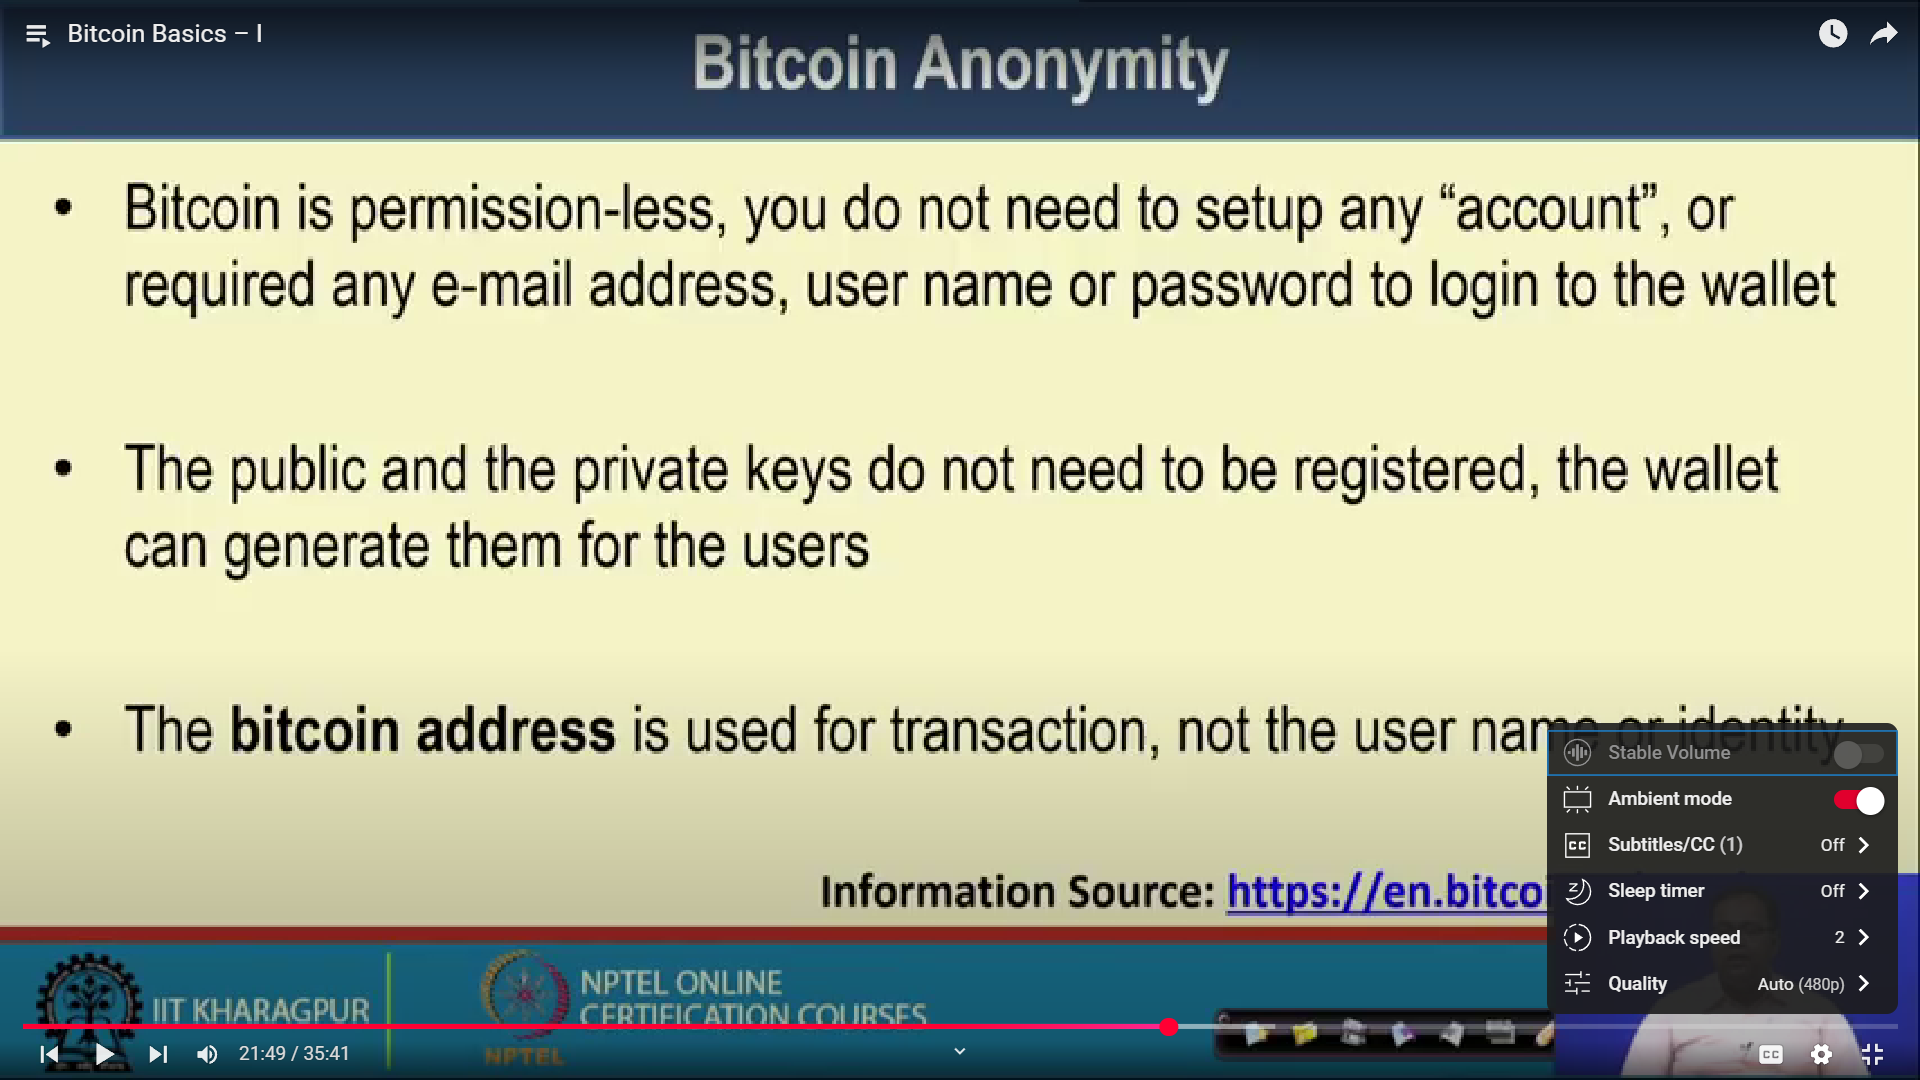 Bitcoin Basics – I
Bitcoin Anonymity
• Bitcoin is permission-less, you do not need to setup any “account”, or
required any e-mail address, user name or password to login to the wallet
• The public and the private keys do not need to be registered, the wallet
can generate them for the users
• The bitcoin address is used for transaction, not the user name or identity
Stable Volume
Ambient mode
Subtitles/CC (1) Off
Sleep timer Off
Playback speed 2
Quality Auto (480p)
Information Source: https://en.bitco
IIT KHARAGPUR
NPTEL ONLINE
CERTIFICATION COURSES
NPTEL
21:49 / 35:41
CC